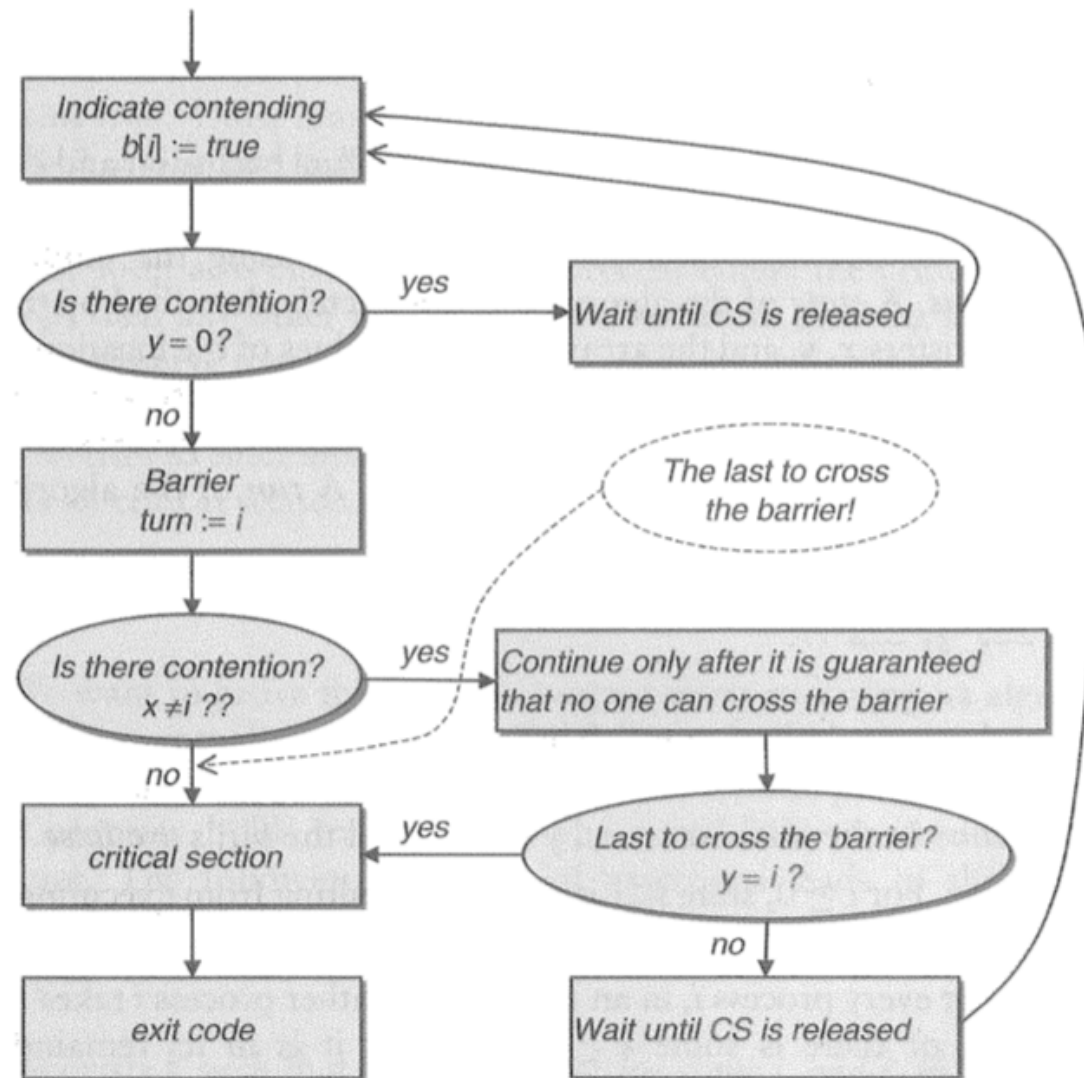 Indicate contending
b[i] := true
Is there contention?
y = 0?
yes
Wait until CS is released
no
Barrier
turn := i
The last to cross
the barrier!
Is there contention?
x ≠ i ??
yes
Continue only after it is guaranteed
that no one can cross the barrier
no
critical section
yes
Last to cross the barrier?
y = i ?
no
exit code
Wait until CS is released